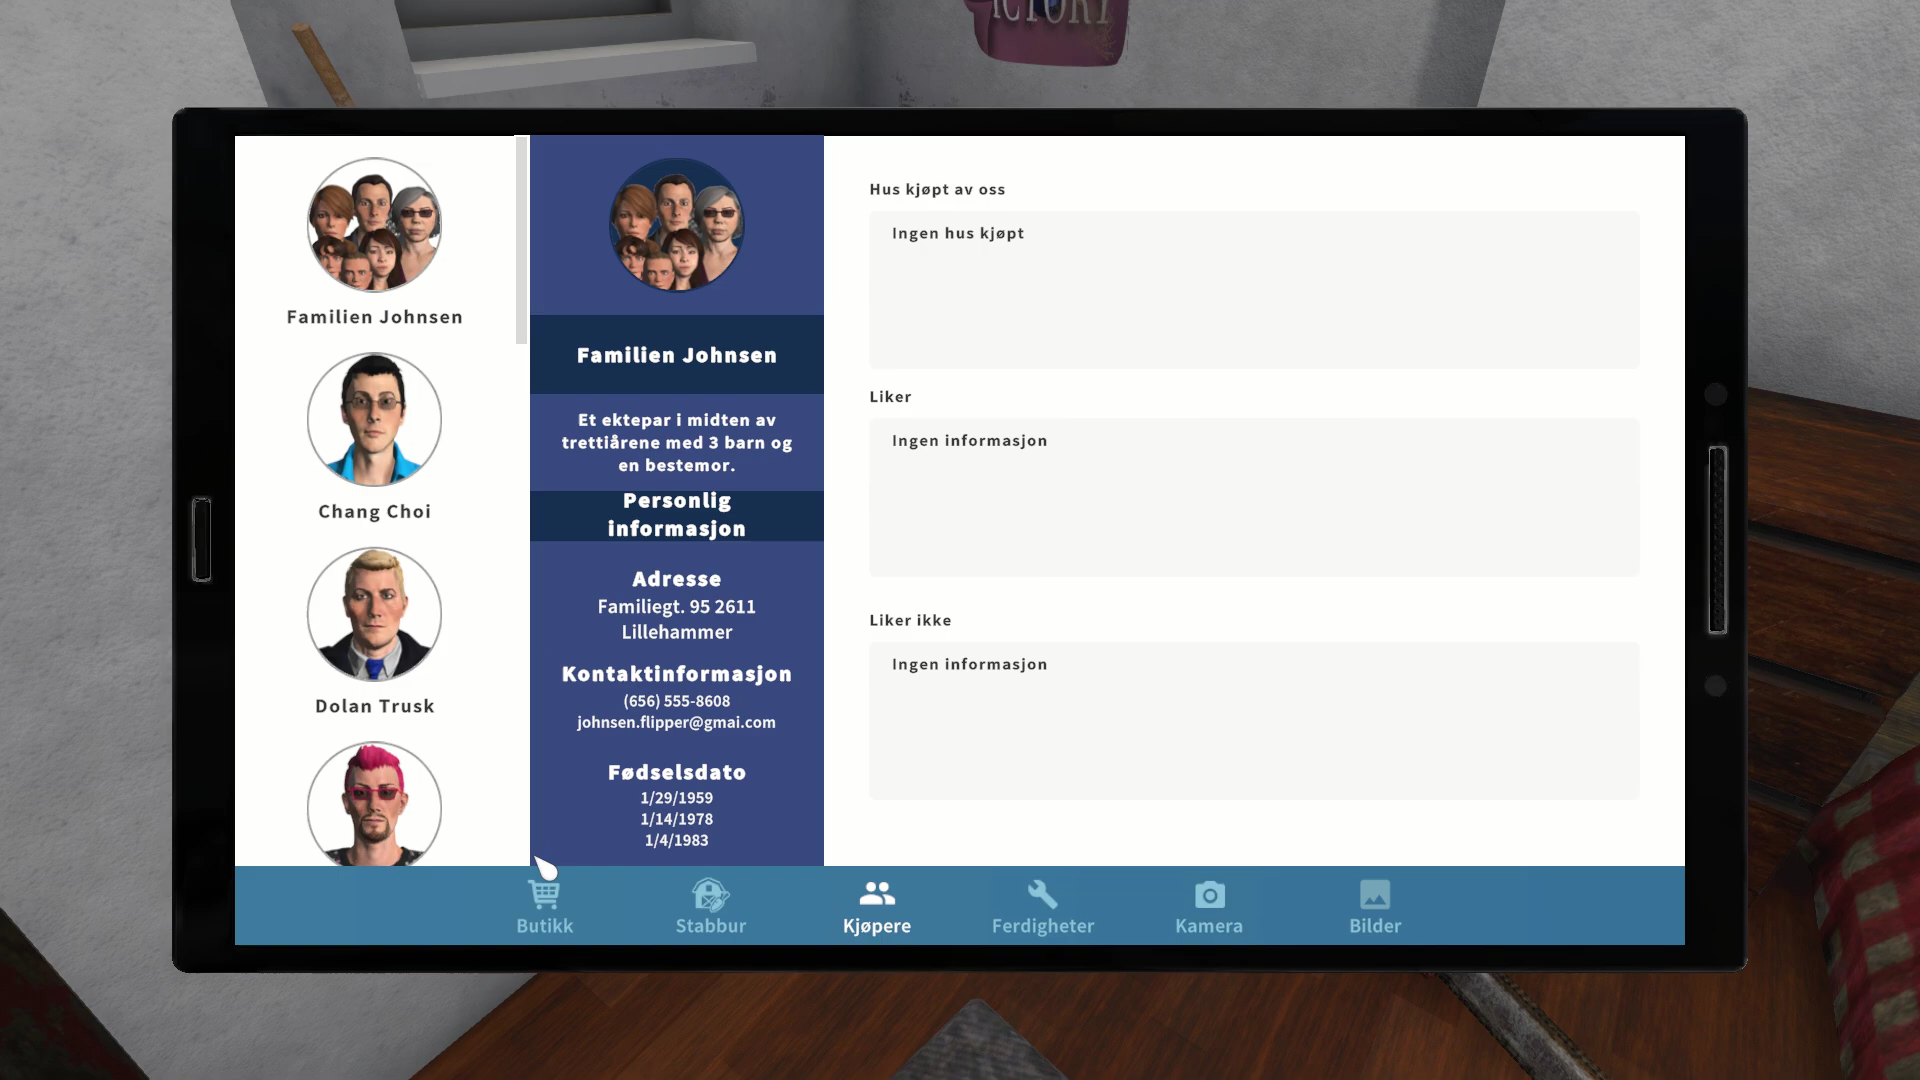 Familien Johnsen
Chang Choi
Dolan Trusk
Familien Johnsen
Et ektepar i midten av
trettiårene med 3 barn og
en bestemor.
Personlig
informasjon
Adresse
Familiegt. 95 2611
Lillehammer
Kontaktinformasjon
(656) 555-8608
johnsen.flipper@gmai.com
Fødselsdato
1/29/1959
1/14/1978
1/4/1983
Hus kjøpt av oss
Ingen hus kjøpt
Liker
Ingen informasjon
Liker ikke
Ingen informasjon
Butikk
Stabbur
Kjøpere
Ferdigheter
Kamera
Bilder